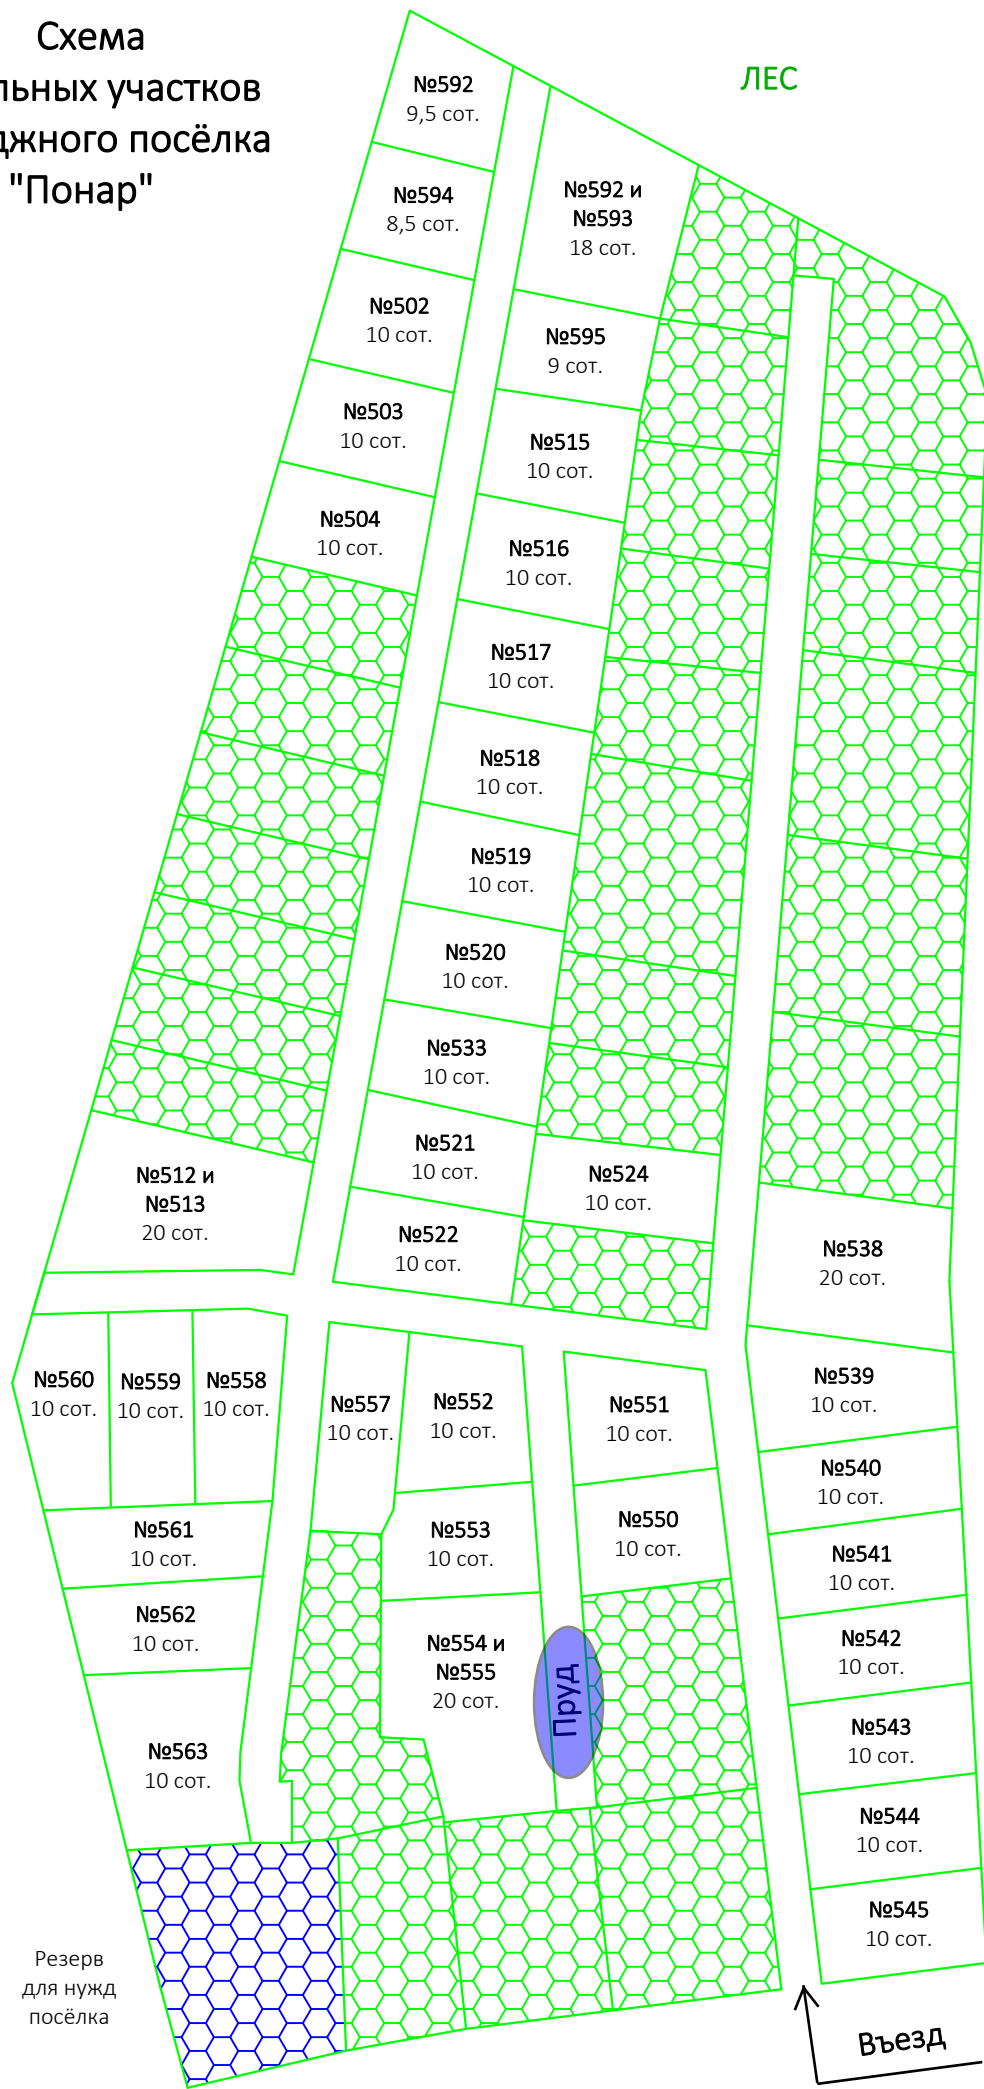 Схема
льных участков
джного посёлка
"Понар"
ЛЕС
№592
9,5 сот.
№594
8,5 сот.
№502
10 сот.
№503
10 сот.
№504
10 сот.
№592 и
№593
18 сот.
№595
9 сот.
№515
10 сот.
№516
10 сот.
№517
10 сот.
№518
10 сот.
№519
10 сот.
№520
10 сот.
№533
10 сот.
№521
10 сот.
№522
10 сот.
№524
10 сот.
№512 и
№513
20 сот.
№538
20 сот.
№539
10 сот.
№540
10 сот.
№541
10 сот.
№542
10 сот.
№543
10 сот.
№544
10 сот.
№545
10 сот.
№560
10 сот.
№559
10 сот.
№558
10 сот.
№557
10 сот.
№552
10 сот.
№551
10 сот.
№561
10 сот.
№553
10 сот.
№550
10 сот.
№562
10 сот.
№554 и
№555
20 сот.
Пруд
№563
10 сот.
Резерв
для нужд
посёлка
Въезд